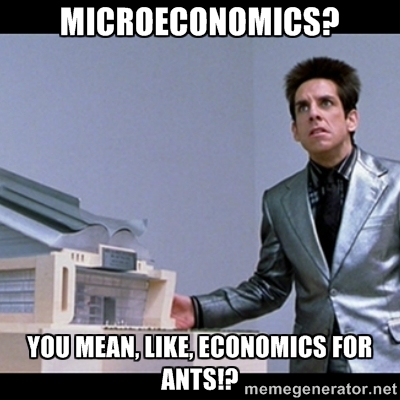 MICROECONOMICS?
YOU MEAN, LIKE, ECONOMICS FOR
ANTS!?
memegenerator.net